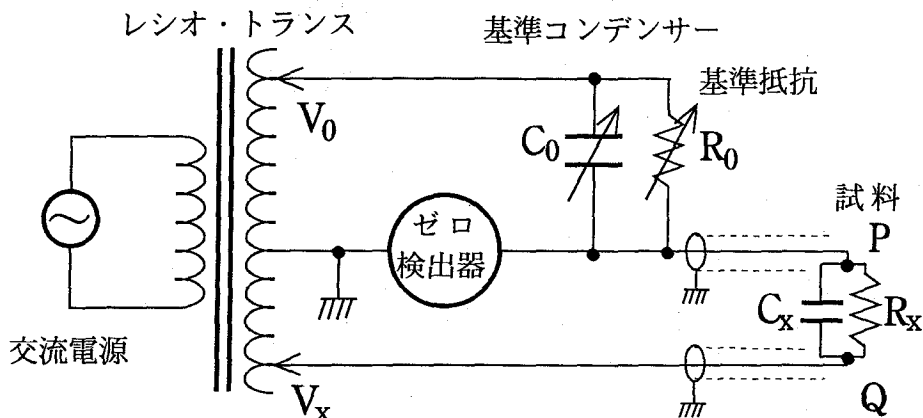 レシオ・トランス
基準コンデンサー
基準抵抗
V₀
C₀
R₀
試料
ゼロ
検出器
P
Cₓ
Rₓ
交流電源
Vₓ
Q